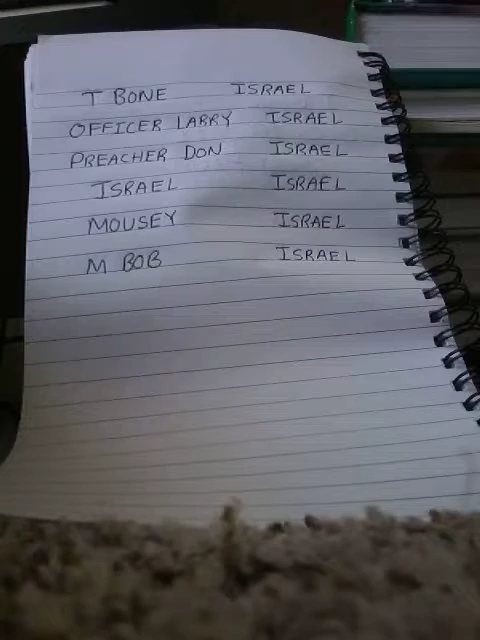 T BONE ISRAEL
OFFICER LARRY ISRAEL
PREACHER DON ISRAEL
ISRAEL ISRAEL
MOUSEY ISRAEL
M BOB ISRAEL